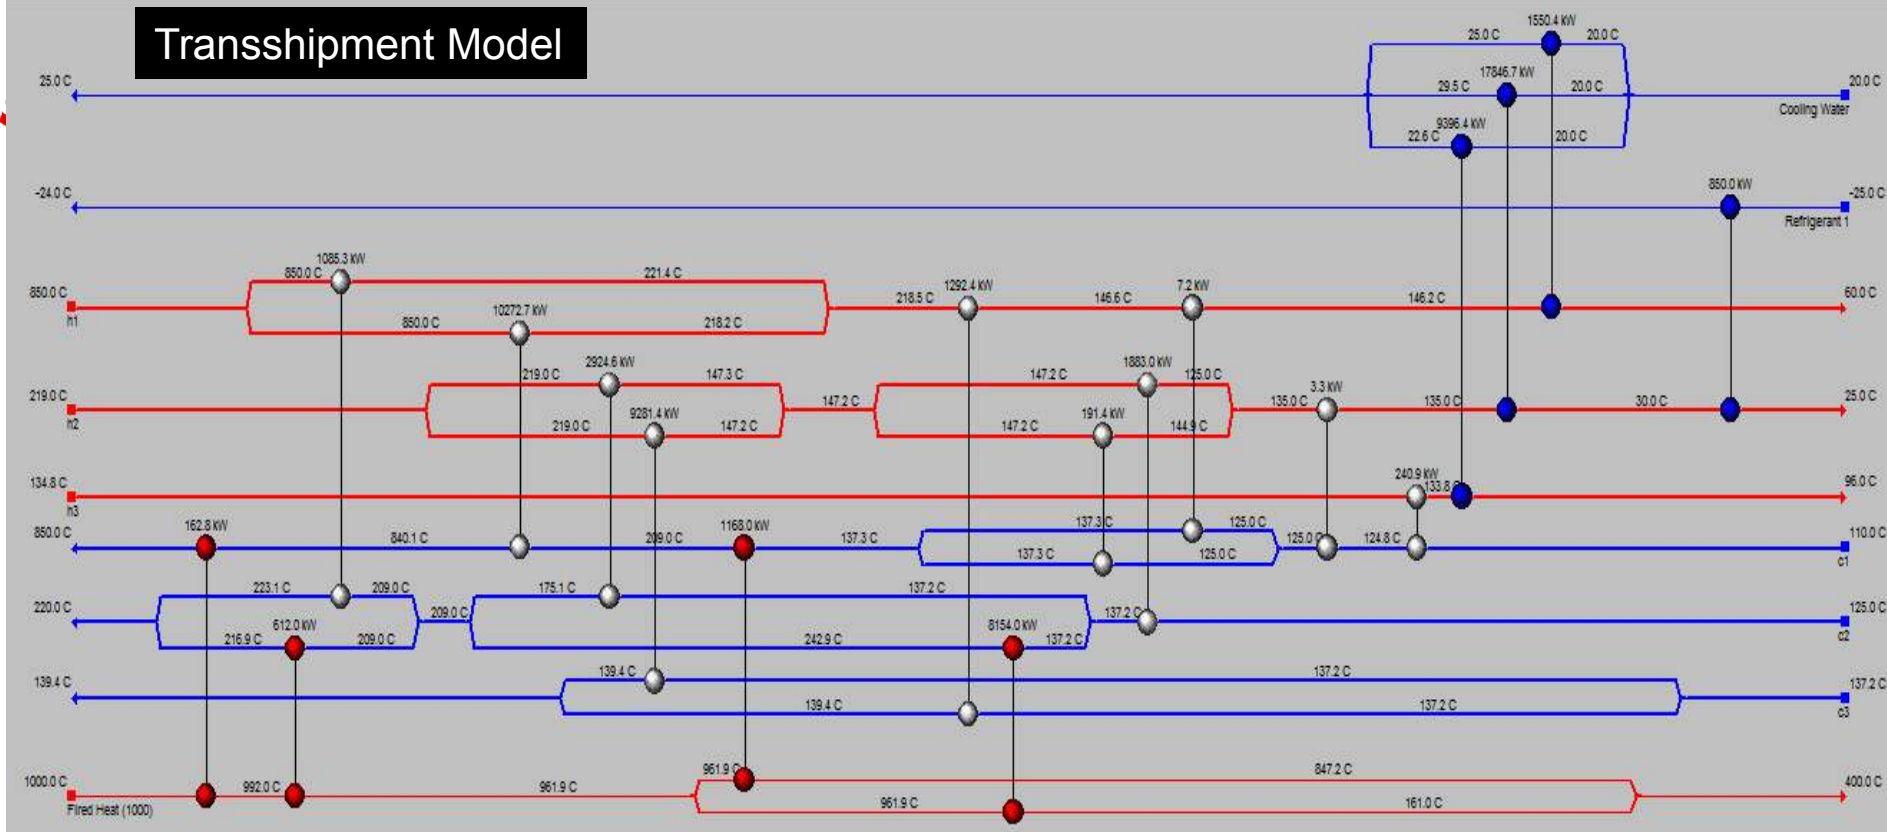 Transshipment Model
1550.4 kW
25.0 C 20.0 C
25.0 C 17846.7 kW 20.0 C
29.5 C 20.0 C
Cooling Water
9396.4 kW
22.6 C 20.0 C
-24.0 C 850.0 kW -25.0 C
Refrigerant 1
1085.3 kW
850.0 C 221.4 C
850.0 C 218.5 C 1292.4 kW 146.6 C 7.2 kW 146.2 C 60.0 C
h1
10272.7 kW
850.0 C 218.2 C
2924.6 kW 1883.0 kW
219.0 C 147.3 C 147.2 C 125.0 C
219.0 C 147.2 C 135.0 C 3.3 kW 135.0 C 30.0 C 25.0 C
h2
9281.4 kW 191.4 kW
219.0 C 147.2 C 147.2 C 144.9 C
134.8 C 240.9 kW 133.8 C 96.0 C
h3
162.8 kW 1168.0 kW 137.3 C 125.0 C
850.0 C 840.1 C 209.0 C 137.3 C 125.0 C 124.8 C 110.0 C
137.3 C 125.0 C
c1
223.1 C 209.0 C 175.1 C 137.2 C
220.0 C 209.0 C 137.2 C 125.0 C
612.0 kW 8154.0 kW
c2
216.9 C 209.0 C 242.9 C 137.2 C
139.4 C 137.2 C
139.4 C 137.2 C
139.4 C 137.2 C
c3
961.9 C 847.2 C
1000.0 C 992.0 C 961.9 C 400.0 C
961.9 C 161.0 C
Fired Heat (1000)